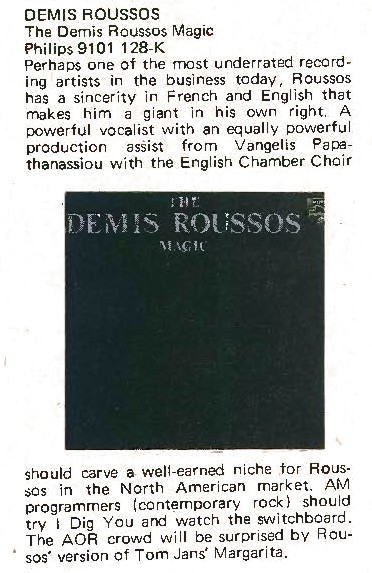 DEMIS ROUSSOS
The Demis Roussos Magic
Philips 9101 128-K
Perhaps one of the most underrated record-
ing artists in the business today, Roussos
has a sincerity in French and English that
makes him a giant in his own right. A
powerful vocalist with an equally powerful
production assist from Vangelis Papa-
thanassiou with the English Chamber Choir
THE
DEMIS ROUSSOS
MAGIC
should carve a well-earned niche for Rous-
sos in the North American market. AM
programmers (contemporary rock) should
try I Dig You and watch the switchboard.
The AOR crowd will be surprised by Rou-
sos' version of Tom Jans' Margarita.